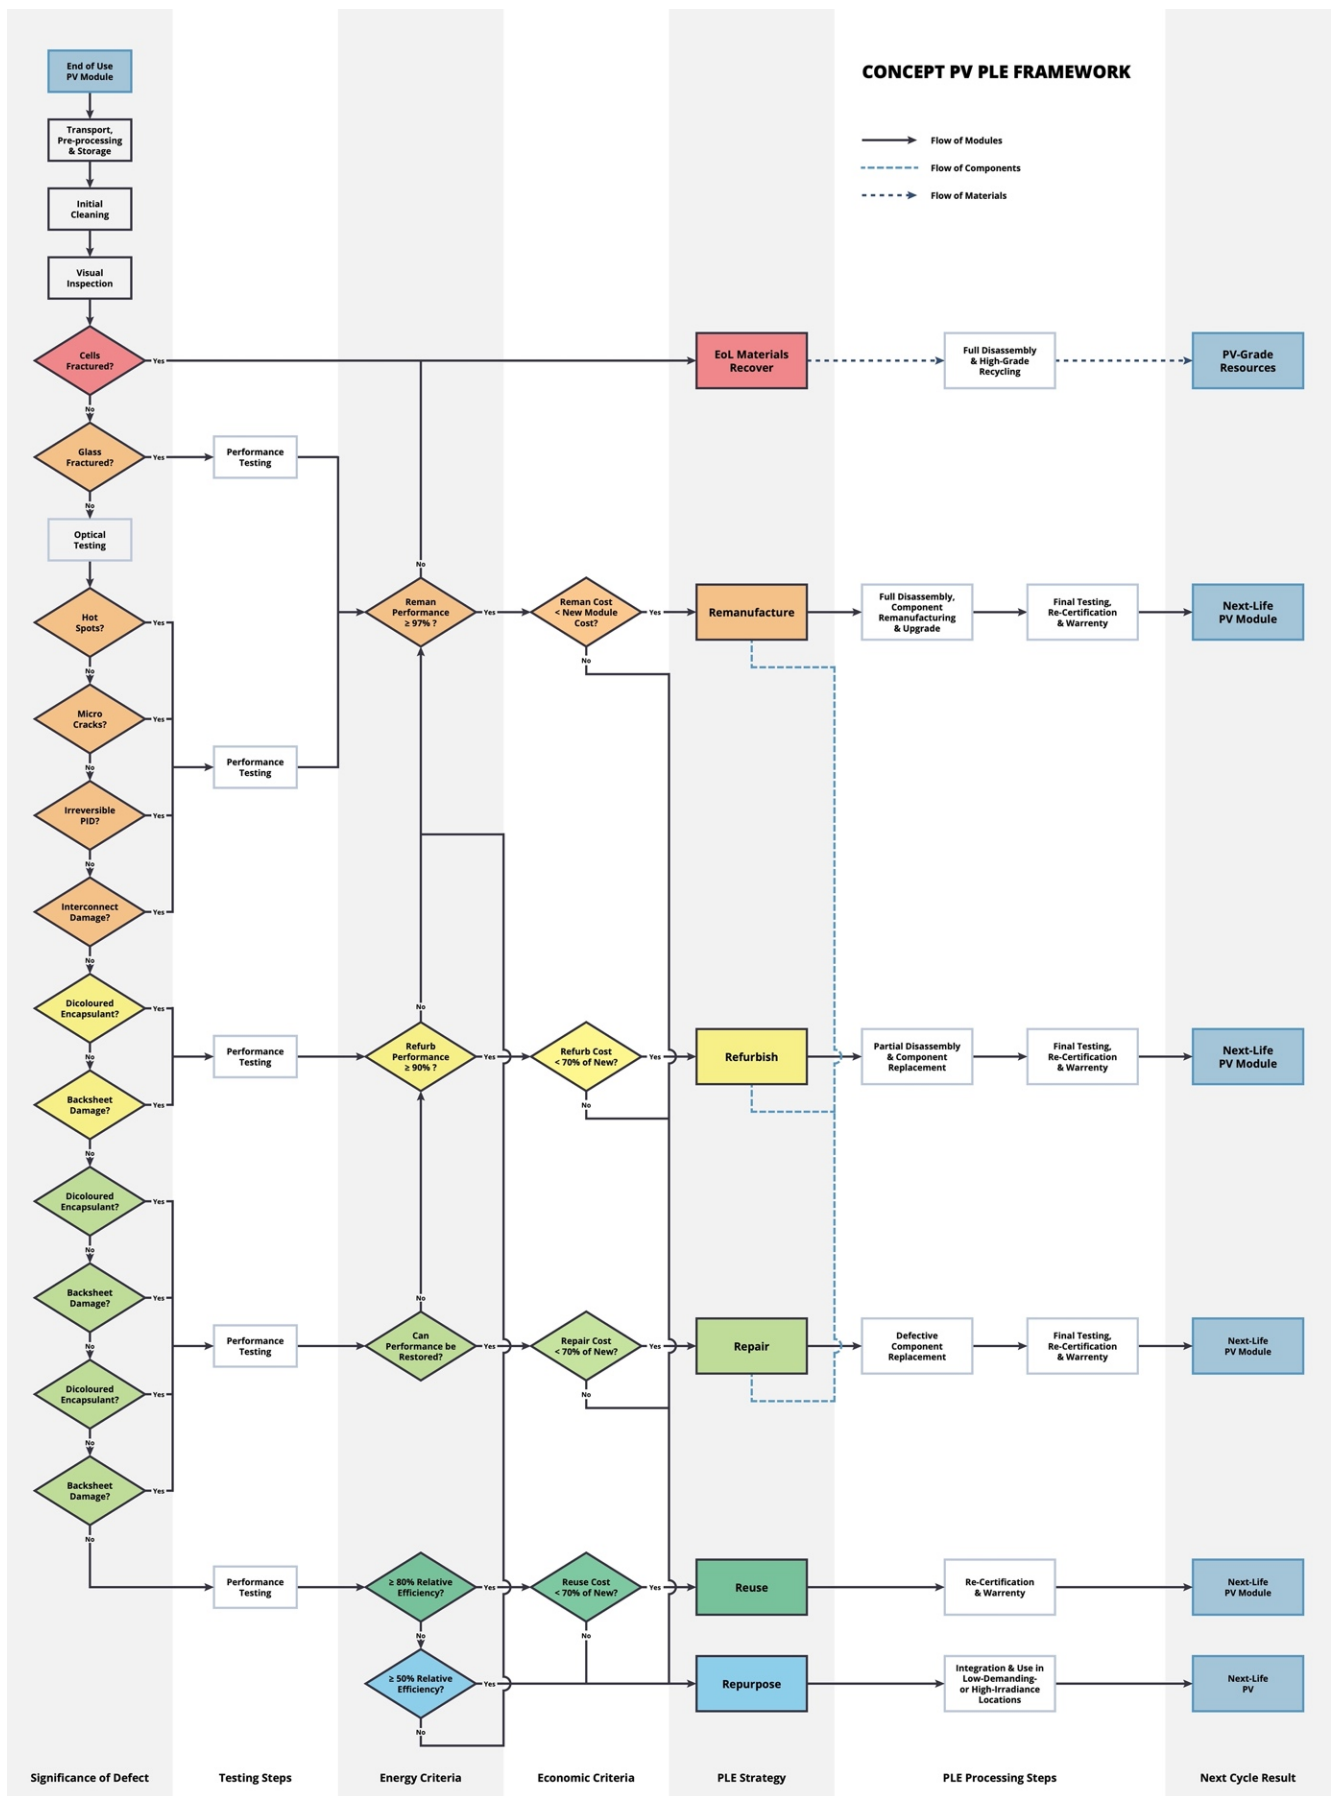 CONCEPT PV PLE FRAMEWORK
Flow of Modules
Flow of Components
Flow of Materials
End of Use
PV Module
Transport,
Pre-processing
& Storage
Initial
Cleaning
Visual
Inspection
Cells
Fractured?
Yes
EoL Materials
Recover
Full Disassembly
& High-Grade
Recycling
PV-Grade
Resources
No
Glass
Fractured?
Yes
Performance
Testing
No
Optical
Testing
Hot
Spots?
Yes
No
Micro
Cracks?
Yes
No
Irreversible
PID?
Yes
No
Interconnect
Damage?
Yes
No
Performance
Testing
No
Reman
Performance
≥ 97% ?
Yes
Reman Cost
< New Module
Cost?
Yes
No
Remanufacture
Full Disassembly,
Component
Remanufacturing
& Upgrade
Final Testing,
Re-Certification
& Warrenty
Next-Life
PV Module
Dicoloured
Encapsulant?
Yes
No
Backsheet
Damage?
Yes
No
Performance
Testing
No
Refurb
Performance
≥ 90% ?
Yes
Refurb Cost
< 70% of New?
Yes
No
Refurbish
Partial Disassembly
& Component
Replacement
Final Testing,
Re-Certification
& Warrenty
Next-Life
PV Module
Dicoloured
Encapsulant?
Yes
No
Backsheet
Damage?
Yes
No
Dicoloured
Encapsulant?
Yes
No
Backsheet
Damage?
Yes
No
Performance
Testing
No
Can
Performance be
Restored?
Yes
Repair Cost
< 70% of New?
Yes
No
Repair
Defective
Component
Replacement
Final Testing,
Re-Certification
& Warrenty
Next-Life
PV Module
Performance
Testing
≥ 80% Relative
Efficiency?
Yes
No
Reuse Cost
< 70% of New?
Yes
No
Reuse
Re-Certification
& Warrenty
Next-Life
PV Module
≥ 50% Relative
Efficiency?
Yes
No
Repurpose
Integration & Use in
Low-Demanding-
or High-Irradiance
Locations
Next-Life
PV
Significance of Defect
Testing Steps
Energy Criteria
Economic Criteria
PLE Strategy
PLE Processing Steps
Next Cycle Result